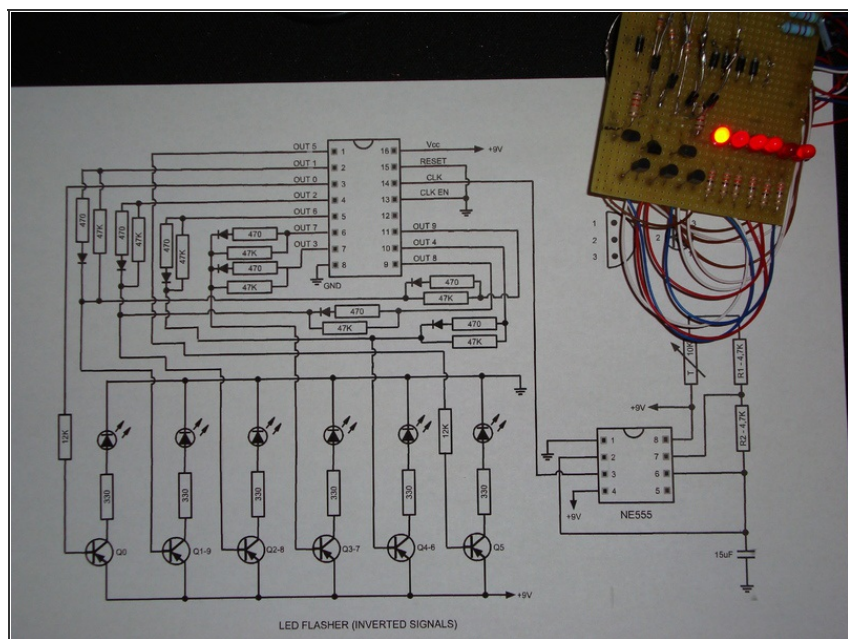 OUT 5
1
16
Vcc
+9V
OUT 1
2
15
RESET
OUT 0
3
14
CLK
OUT 2
4
13
CLK EN
OUT 6
5
12
OUT 7
6
11
OUT 9
OUT 3
7
10
OUT 4
8
9
OUT 8
GND
470
47K
470
47K
470
47K
470
47K
470
47K
470
47K
470
47K
470
47K
1
2
3
2
T 10K
R1 - 4,7K
R2 - 4,7K
+9V
1
8
2
7
3
6
4
5
+9V
NE555
15uF
12K
12K
330
330
330
330
330
330
Q0
Q1-9
Q2-8
Q3-7
Q4-6
Q5
+9V
LED FLASHER (INVERTED SIGNALS)